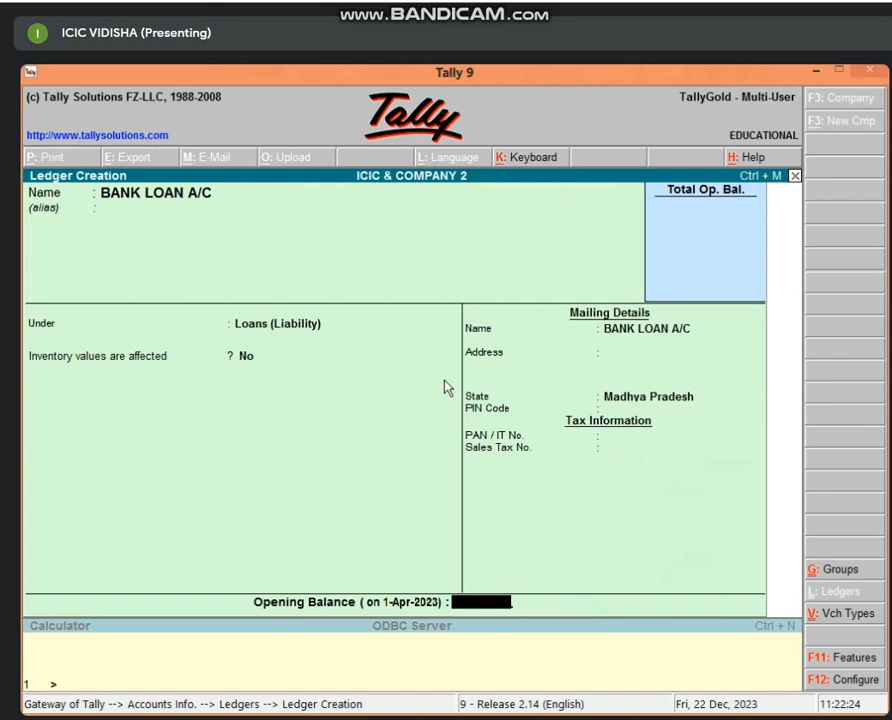 www.BANDICAM.com
I ICIC VIDISHA (Presenting)
Tally 9
(c) Tally Solutions FZ-LLC, 1988-2008
Tally
TallyGold - Multi-User
http://www.tallysolutions.com
EDUCATIONAL
F3: Company
F3: New Cmp
P: Print E: Export M: E-Mail O: Upload L: Language K: Keyboard H: Help
Ledger Creation ICIC & COMPANY 2 Ctrl + M
Name : BANK LOAN A/C
(alias) :
Total Op. Bal.
Under : Loans (Liability)
Inventory values are affected ? No
Mailing Details
Name : BANK LOAN A/C
Address :
State : Madhya Pradesh
PIN Code :
Tax Information
PAN / IT No. :
Sales Tax No. :
Opening Balance ( on 1-Apr-2023) :
G: Groups
L: Ledgers
V: Vch Types
F11: Features
F12: Configure
Calculator ODBC Server Ctrl + N
1 >
Gateway of Tally --> Accounts Info. --> Ledgers --> Ledger Creation 9 - Release 2.14 (English) Fri, 22 Dec, 2023 11:22:24